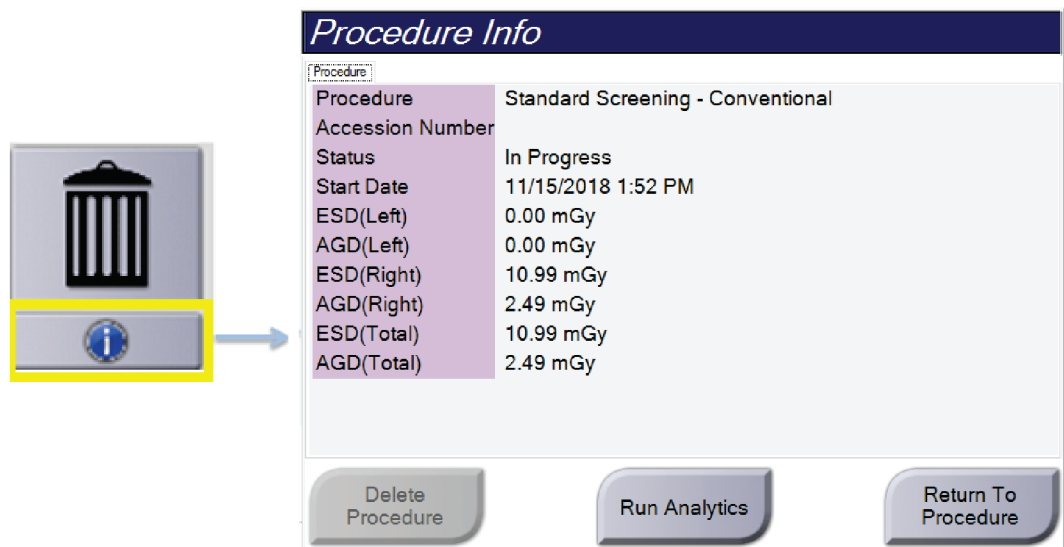 Procedure Info
Procedure
Procedure Standard Screening - Conventional
Accession Number
Status In Progress
Start Date 11/15/2018 1:52 PM
ESD(Left) 0.00 mGy
AGD(Left) 0.00 mGy
ESD(Right) 10.99 mGy
AGD(Right) 2.49 mGy
ESD(Total) 10.99 mGy
AGD(Total) 2.49 mGy
i
Delete
Procedure
Run Analytics
Return To
Procedure